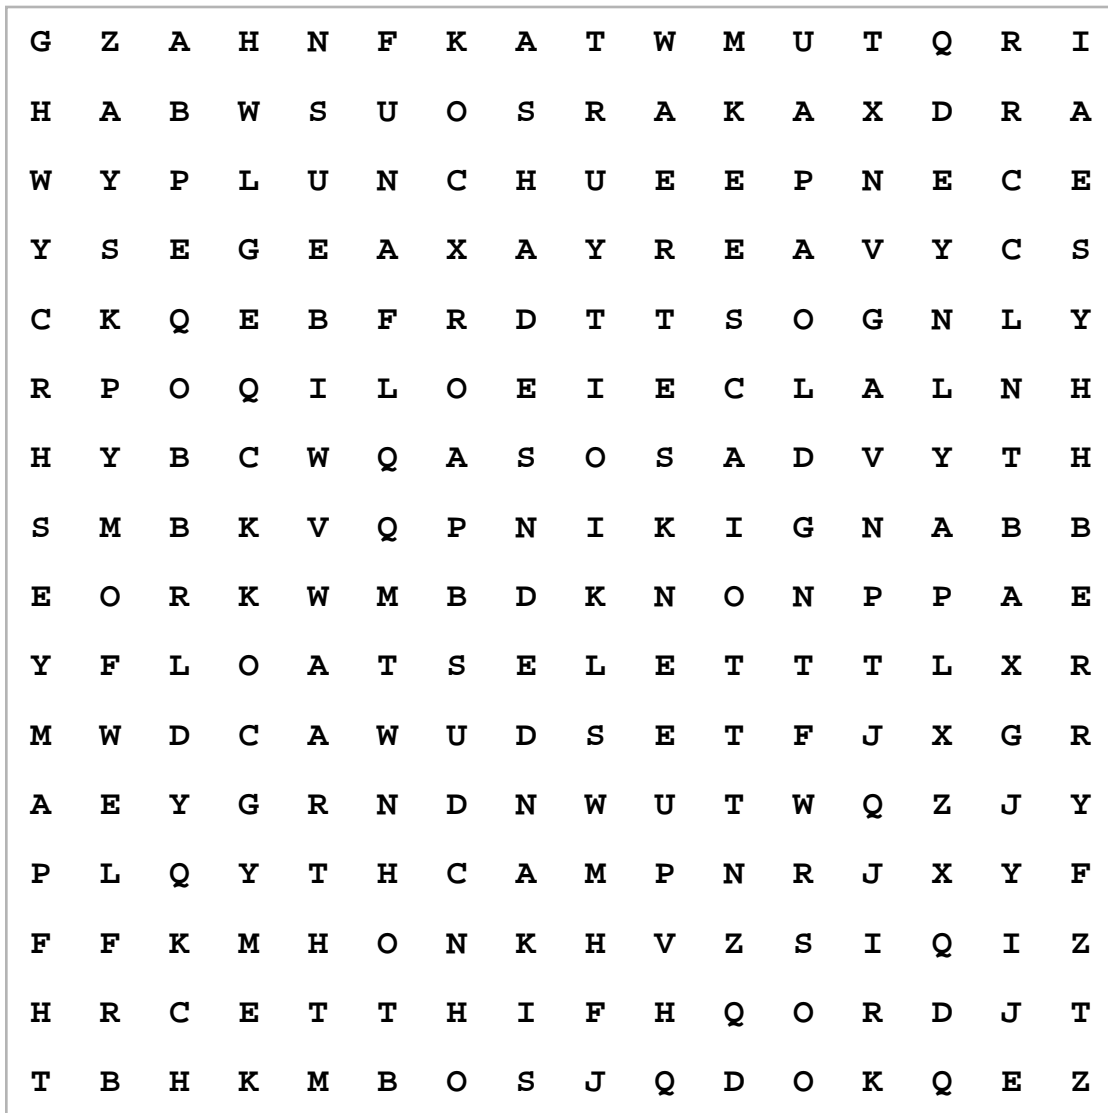 G Z A H N F K A T W M U T Q R I
H A B W S U O S R A K A X D R A
W Y P L U N C H U E E P N E C E
Y S E G E A X A Y R E A V Y C S
C K Q E B F R D T T S O G N L Y
R P O Q I L O E I E C L A L N H
H Y B C W Q A S O S A D V Y T H
S M B K V Q P N I K I G N A B B
E O R K W M B D K N O N P P A E
Y F L O A T S E L E T T T L X R
M W D C A W U D S E T F J X G R
A E Y G R N D N W U T W Q Z J Y
P L Q Y T H C A M P N R J X Y F
F F K M H O N K H V Z S I Q I Z
H R C E T T H I F H Q O R D J T
T B H K M B O S J Q D O K Q E Z